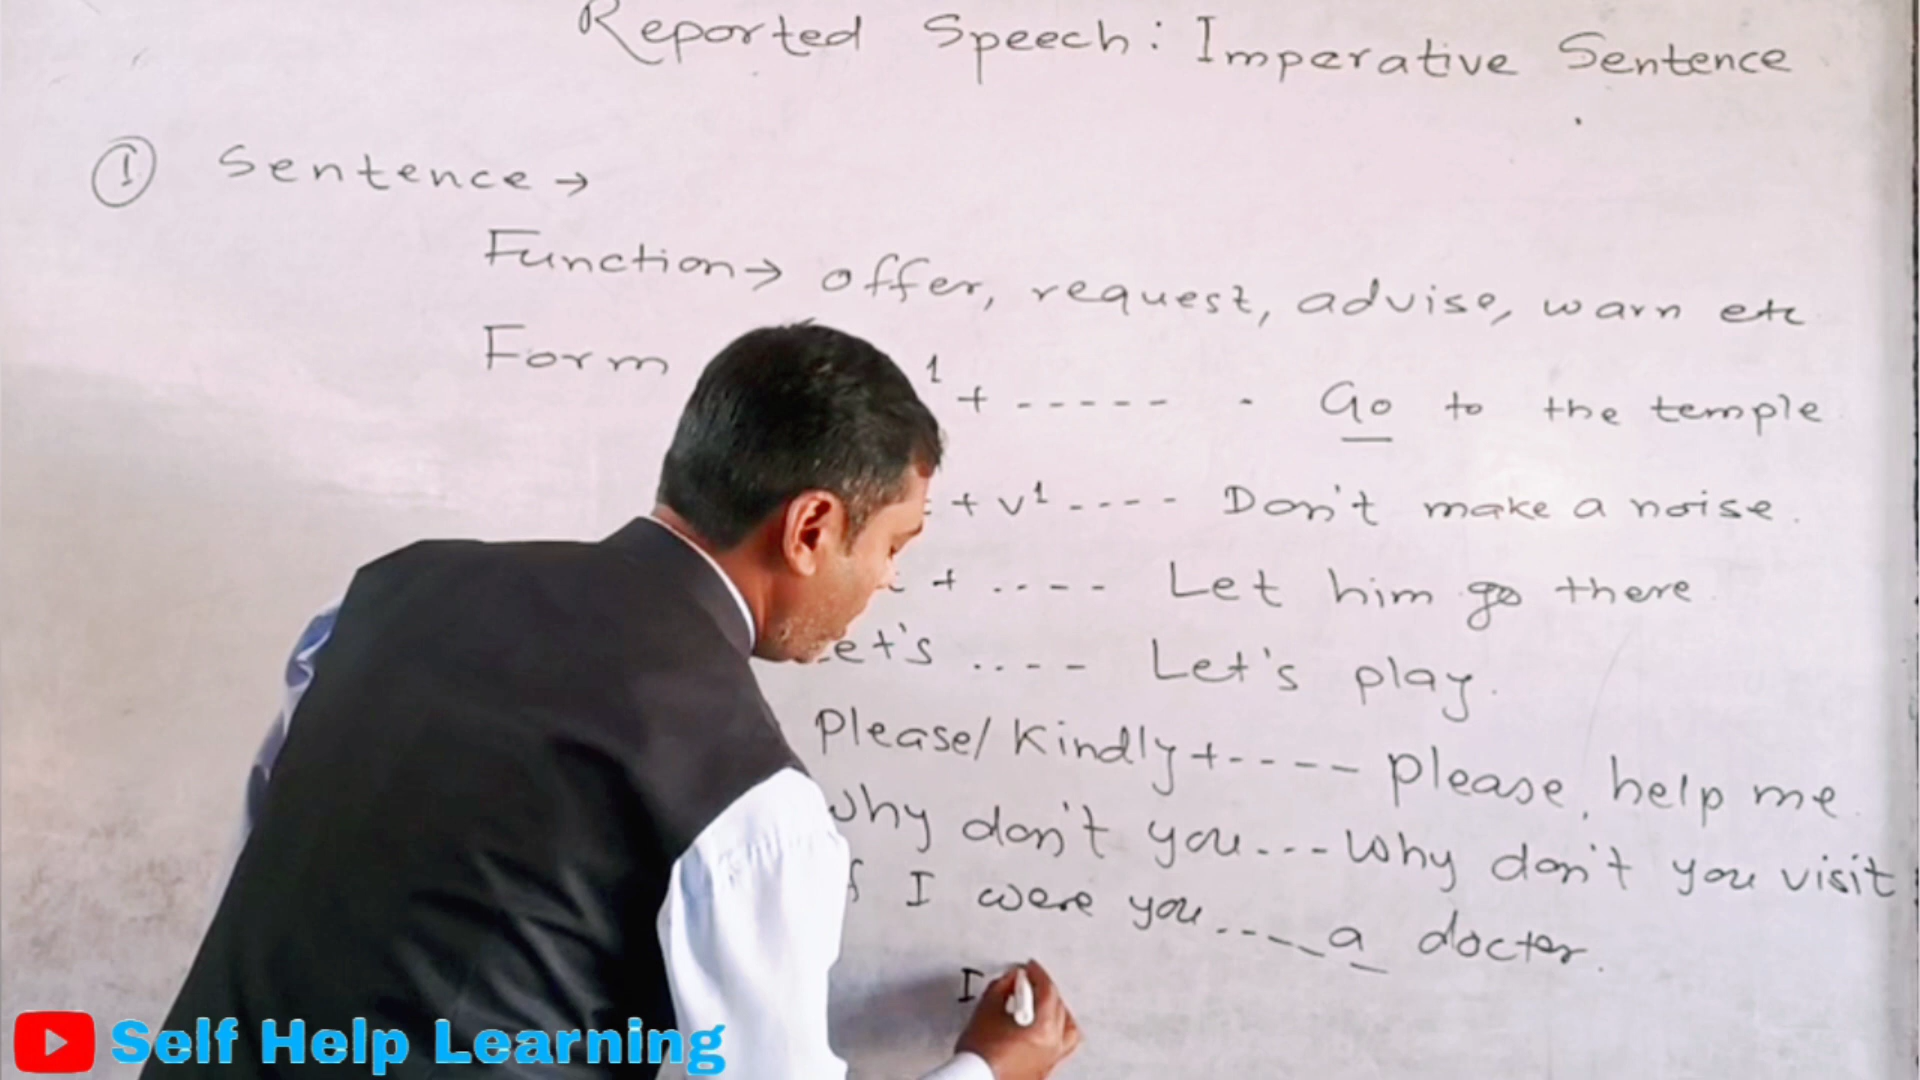 Reported Speech: Imperative Sentence
① Sentence →
Function → offer, request, advise, warn etc
Form 1 + ----- . Go to the temple
+ v1 ---- Don't make a noise.
+ ---- Let him go there
et's ---- Let's play.
Please/ Kindly + ---- Please, help me.
why don't you --- Why don't you visit
f I were you ---- a doctor.
I
Self Help Learning